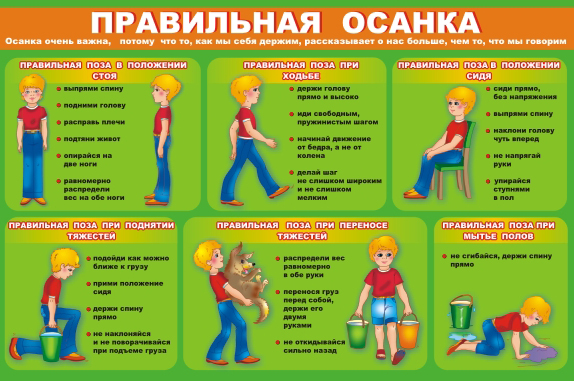 ПРАВИЛЬНАЯ ОСАНКА
Осанка очень важна, потому что то, как мы себя держим, рассказывает о нас больше, чем то, что мы говорим
ПРАВИЛЬНАЯ ПОЗА В ПОЛОЖЕНИИ
СТОЯ
выпрями спину
подними голову
расправь плечи
подтяни живот
опирайся на
две ноги
равномерно
распредели
вес на обе ноги
ПРАВИЛЬНАЯ ПОЗА ПРИ
ХОДЬБЕ
держи голову
прямо и высоко
иди свободным,
пружинистым шагом
начинай движение
от бедра, а не от
колена
делай шаг
не слишком широким
и не слишком
мелким
ПРАВИЛЬНАЯ ПОЗА В ПОЛОЖЕНИИ
СИДЯ
сиди прямо,
без напряжения
выпрями спину
наклони голову
чуть вперед
не напрягай
руки
упирайся
ступнями
в пол
ПРАВИЛЬНАЯ ПОЗА ПРИ ПОДНЯТИИ
ТЯЖЕСТЕЙ
подойди как можно
ближе к грузу
прими положение
сидя
держи спину
прямо
не наклоняйся
и не поворачивайся
при подъеме груза
ПРАВИЛЬНАЯ ПОЗА ПРИ ПЕРЕНОСЕ
ТЯЖЕСТЕЙ
распредели вес
равномерно
в обе руки
перенося груз
перед собой,
держи его
двумя
руками
не откидывайся
сильно назад
ПРАВИЛЬНАЯ ПОЗА ПРИ
МЫТЬЕ ПОЛОВ
не сгибайся, держи спину
прямо